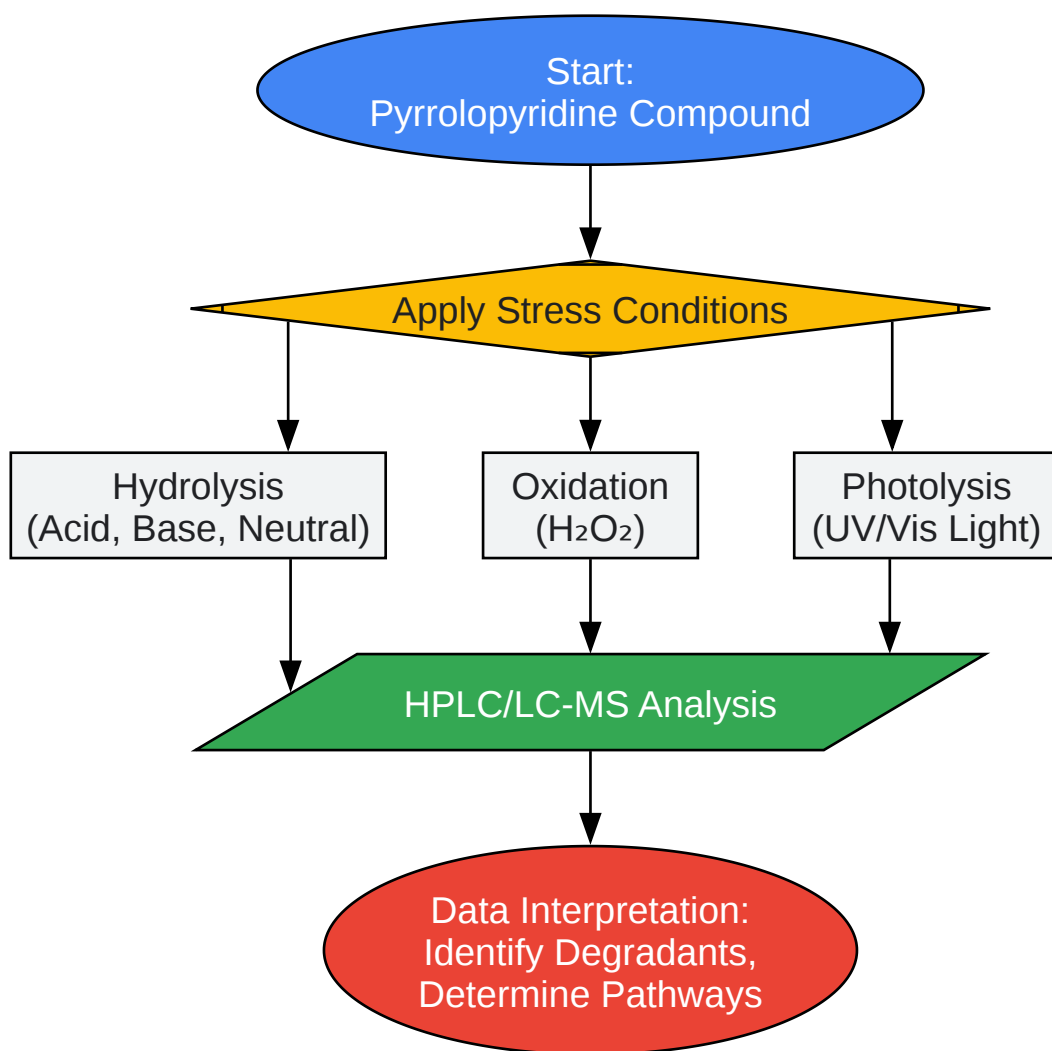 Start:
Pyrrolopyridine Compound
Apply Stress Conditions
Hydrolysis
(Acid, Base, Neutral)
Oxidation
(H₂O₂)
Photolysis
(UV/Vis Light)
HPLC/LC-MS Analysis
Data Interpretation:
Identify Degradants,
Determine Pathways